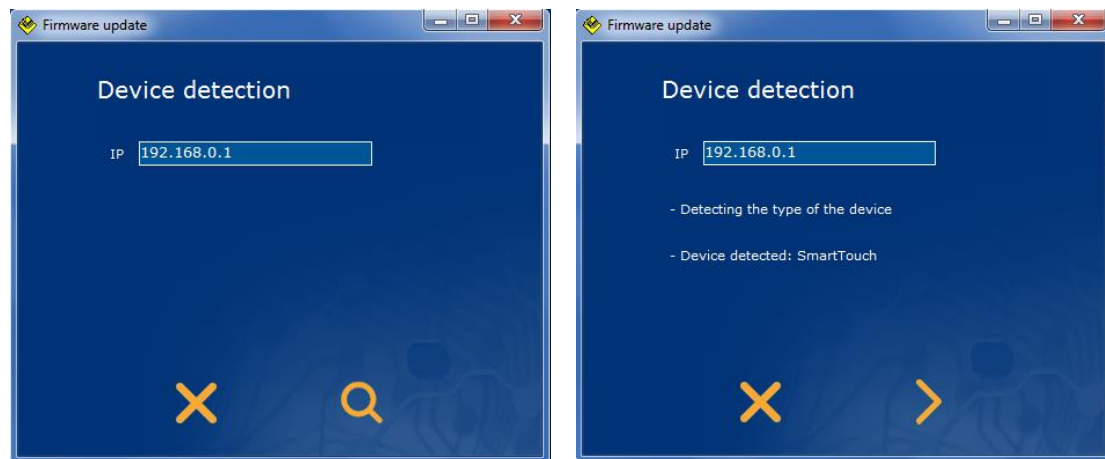 Firmware update
Device detection
IP 192.168.0.1
Firmware update
Device detection
IP 192.168.0.1
- Detecting the type of the device
- Device detected: SmartTouch